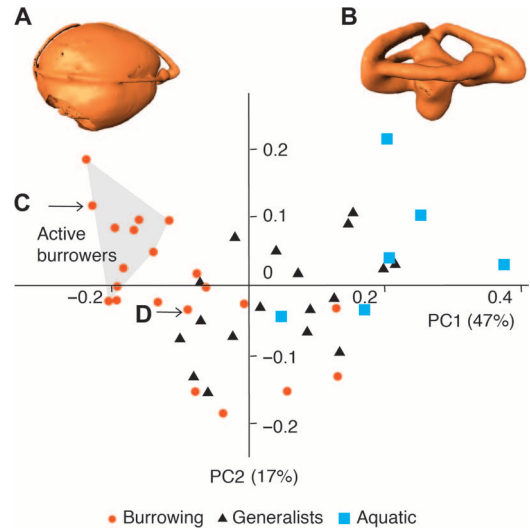 A
B
0.2
C
0.1
Active
burrowers
0
−0.2
0.2
0.4
D
PC1 (47%)
−0.1
−0.2
PC2 (17%)
Burrowing
Generalists
Aquatic